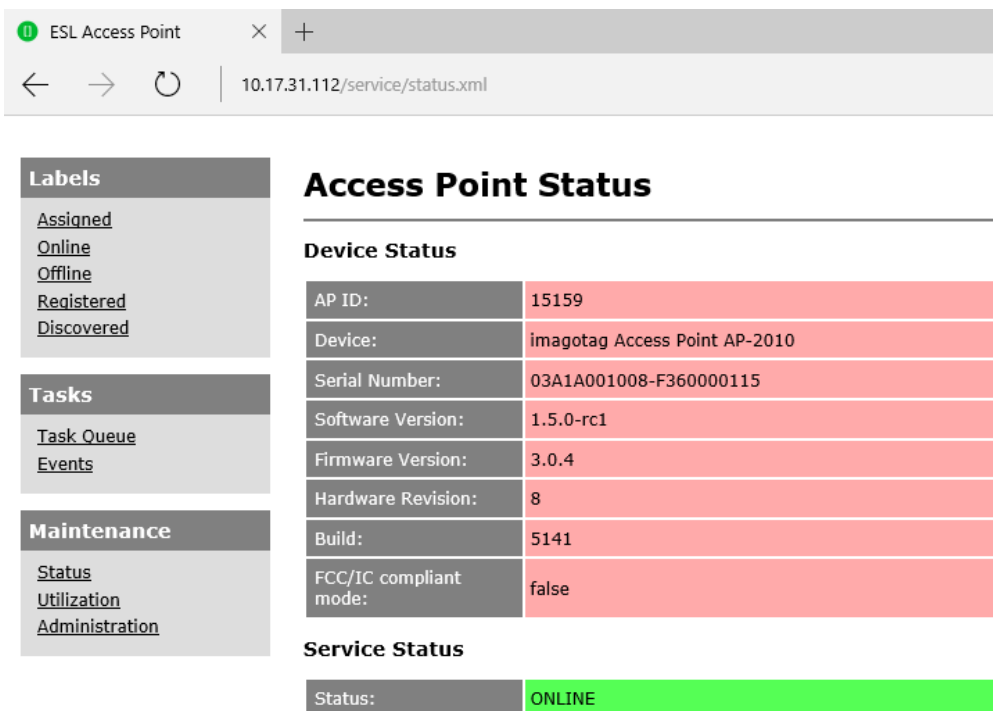 ESL Access Point
10.17.31.112/service/status.xml
Labels
Assigned
Online
Offline
Registered
Discovered
Tasks
Task Queue
Events
Maintenance
Status
Utilization
Administration
Access Point Status
Device Status
AP ID: 15159
Device: imagotag Access Point AP-2010
Serial Number: 03A1A001008-F360000115
Software Version: 1.5.0-rc1
Firmware Version: 3.0.4
Hardware Revision: 8
Build: 5141
FCC/IC compliant
mode: false
Service Status
Status: ONLINE